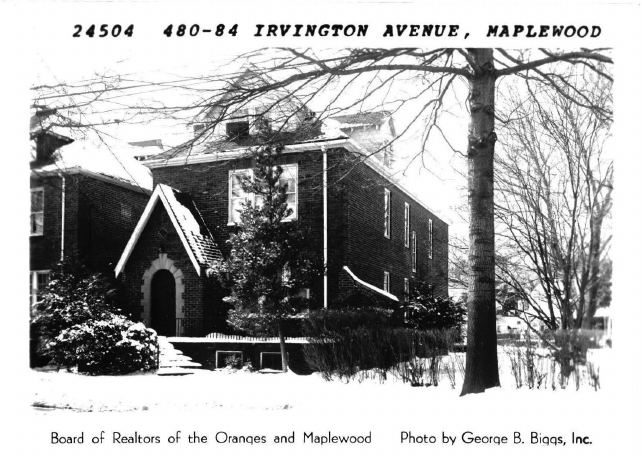 24504 480-84 IRVINGTON AVENUE, MAPLEWOOD
Board of Realtors of the Oranges and Maplewood Photo by George B. Biggs, Inc.